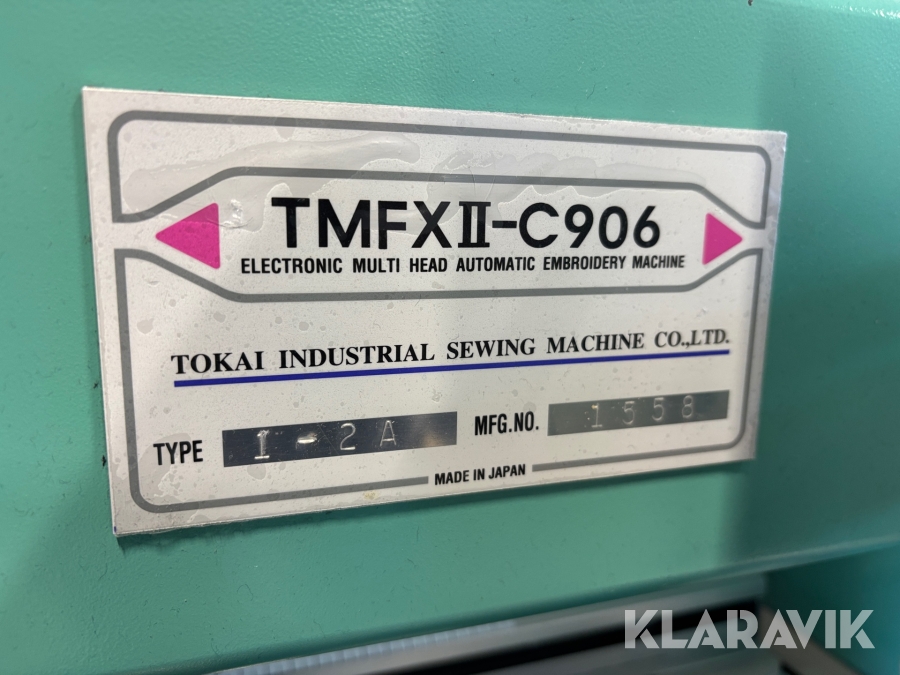 TMFXⅡ-C906
ELECTRONIC MULTI HEAD AUTOMATIC EMBROIDERY MACHINE
TOKAI INDUSTRIAL SEWING MACHINE CO.,LTD.
TYPE 1-2A MFG.NO. 1558
MADE IN JAPAN
KLARAVIK